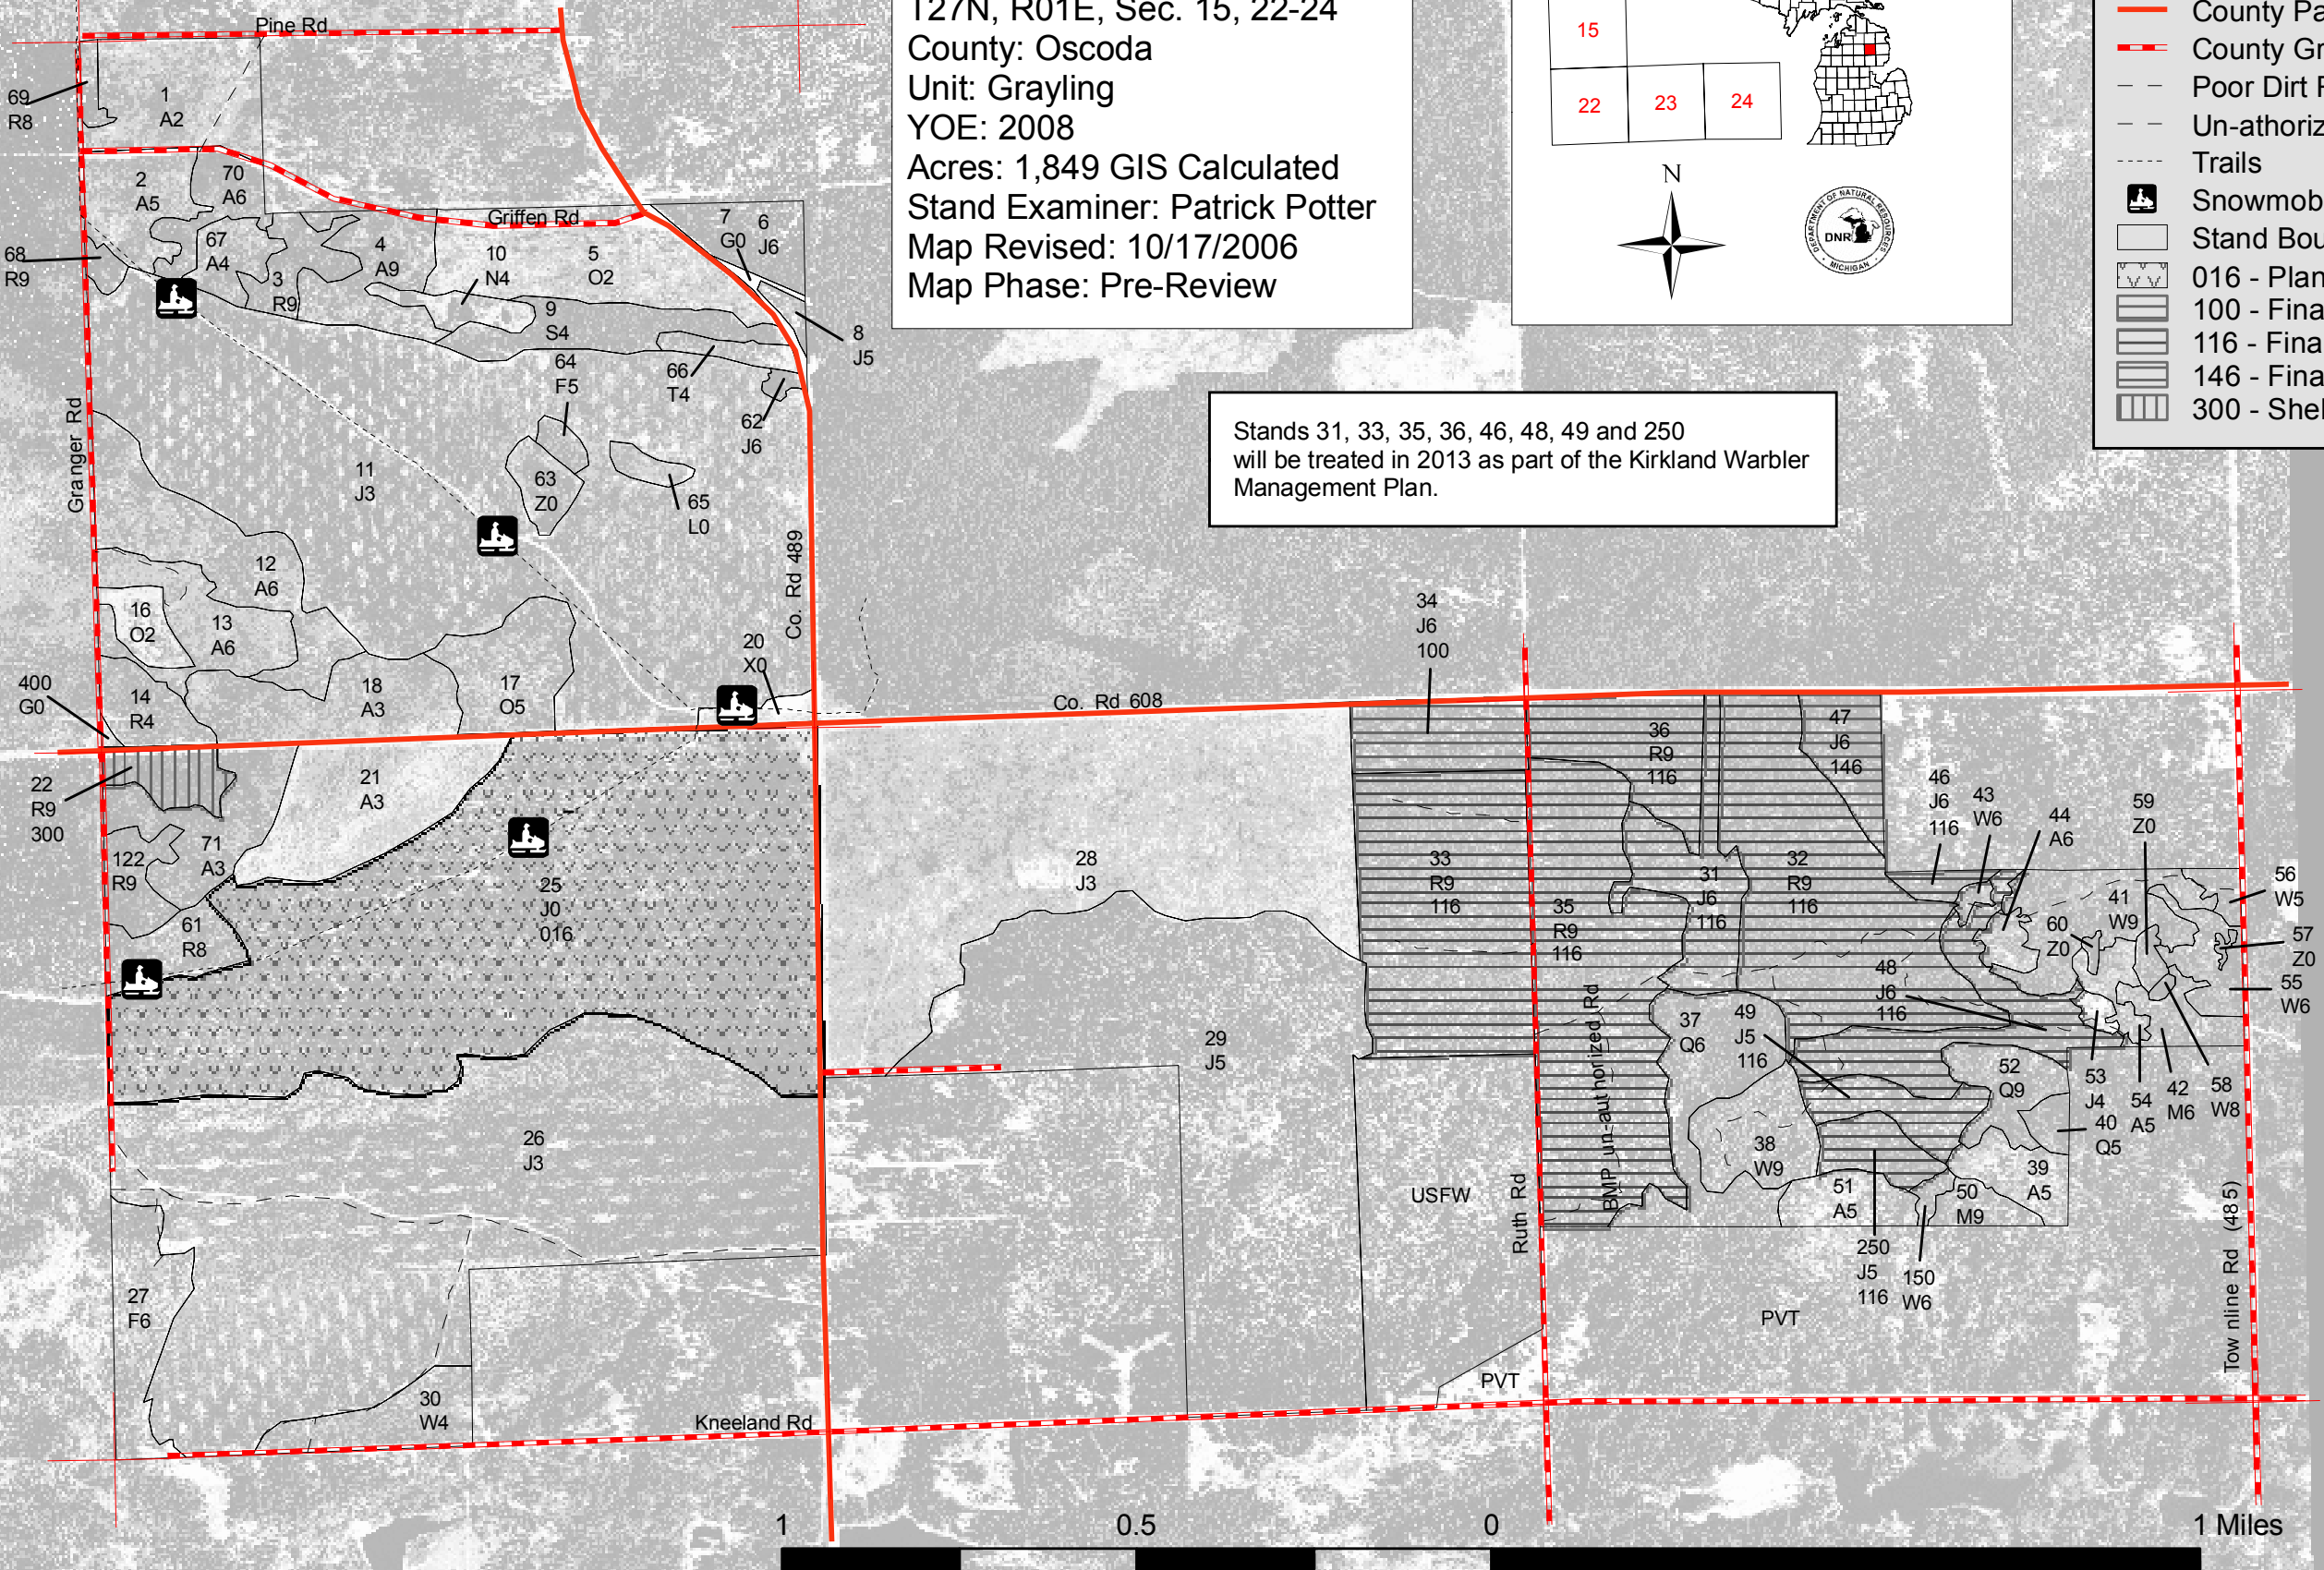 T27N, R01E, Sec. 15, 22-24
County: Oscoda
Unit: Grayling
YOE: 2008
Acres: 1,849 GIS Calculated
Stand Examiner: Patrick Potter
Map Revised: 10/17/2006
Map Phase: Pre-Review
15
22
23
24
N
DEPARTMENT OF NATURAL RESOURCES
DNR
MICHIGAN
County Pa
County Gr
Poor Dirt
Un-athoriz
Trails
Snowmob
Stand Bou
016 - Plan
100 - Fina
116 - Fina
146 - Fina
300 - Shel
Stands 31, 33, 35, 36, 46, 48, 49 and 250
will be treated in 2013 as part of the Kirkland Warbler
Management Plan.
Pine Rd
69
R8
1
A2
2
A5
70
A6
Griffen Rd
7
G0
6
J6
68
R9
67
A4
3
R9
4
A9
10
N4
5
O2
9
S4
8
J5
64
F5
66
T4
62
J6
Granger Rd
11
J3
63
Z0
65
L0
Co. Rd 489
12
A6
16
O2
13
A6
20
X0
400
G0
14
R4
18
A3
17
O5
Co. Rd 608
34
J6
100
22
R9
300
21
A3
122
R9
71
A3
61
R8
25
J0
016
28
J3
29
J5
26
J3
27
F6
30
W4
Kneeland Rd
33
R9
116
35
R9
116
36
R9
116
31
J6
116
32
R9
116
47
J6
146
46
J6
116
43
W6
44
A6
59
Z0
56
W5
41
W9
60
Z0
57
Z0
55
W6
48
J6
116
37
Q6
49
J5
116
52
Q9
53
J4
54
A5
42
M6
58
W8
40
Q5
38
W9
39
A5
51
A5
50
M9
250
J5
116
150
W6
BMP un-authorized Rd
Ruth Rd
USFW
PVT
PVT
Townline Rd (485)
1
0.5
0
1 Miles